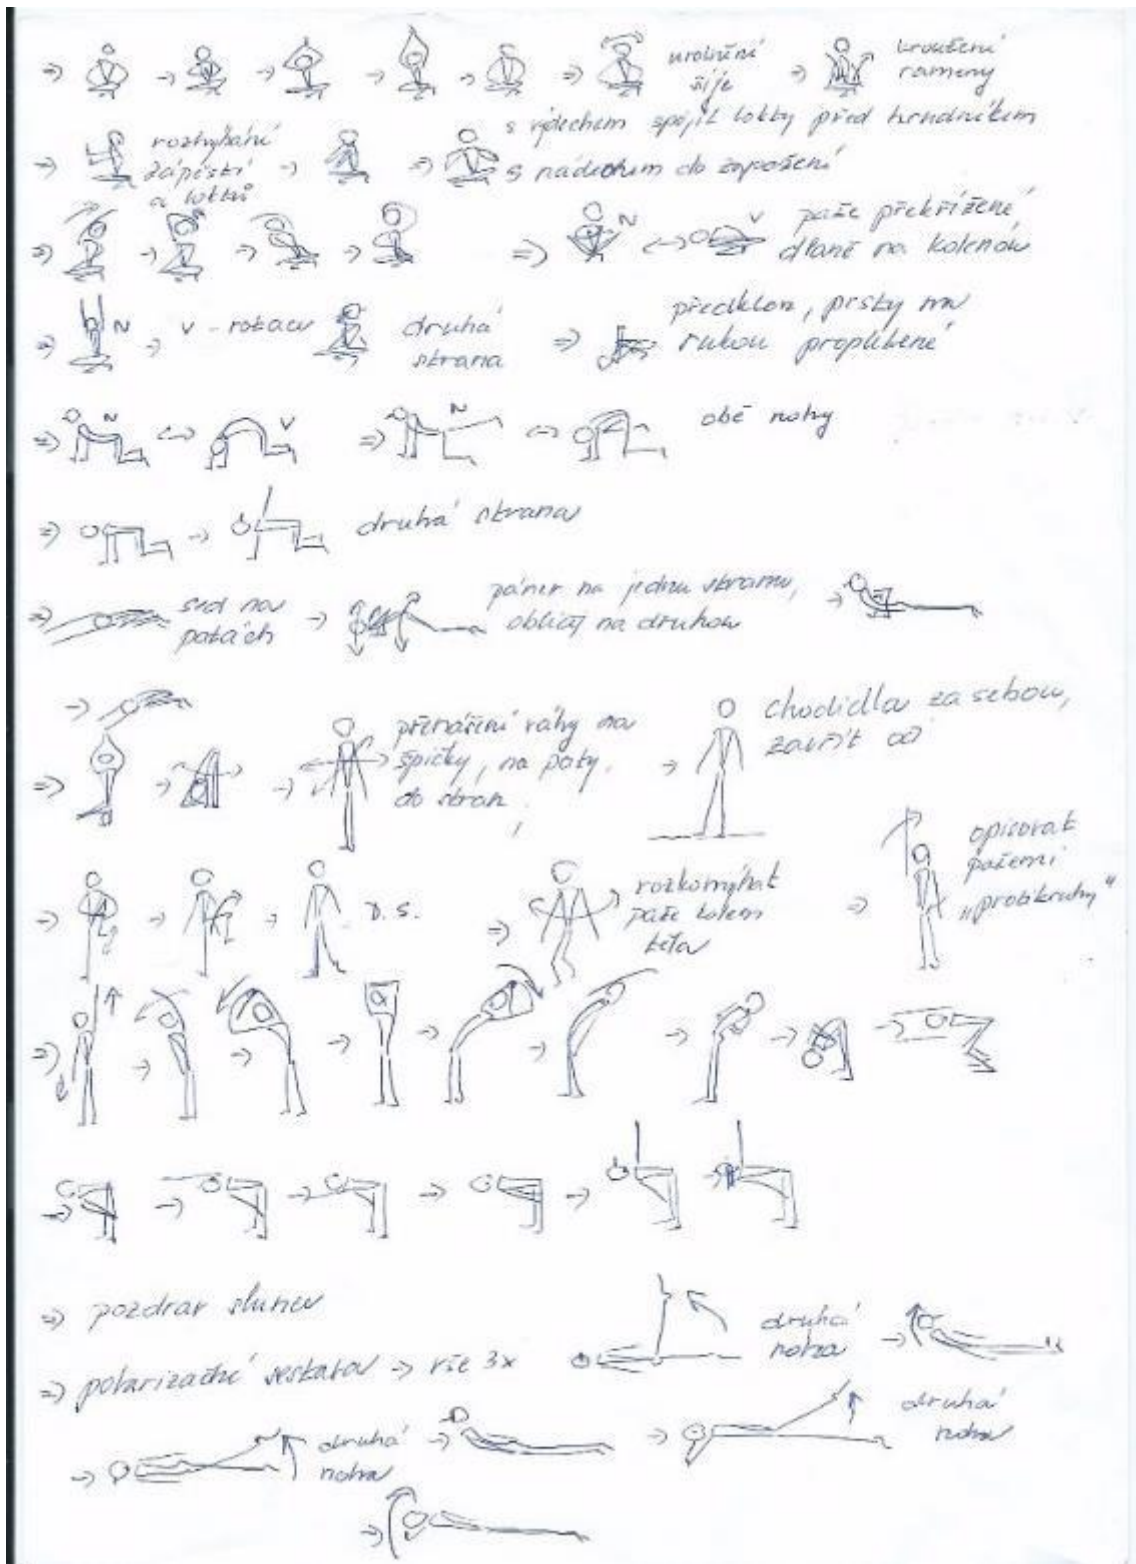 uvolnění
šíje
kroužení
rameny
rozhýbání
zápěstí
a loktů
s výdechem spojit lokty před hrudníkem
s nádechem do zapažení
N
V
paže překřížené,
dlaně na kolenou
N
V - rotace
druhá
strana
předklon, prsty na
rukou propletené
N
V
N
obě nohy
druhá strana
sed na
patách
pánev na jednu stranu,
obličej na druhou
přenášení váhy na
špičky, na paty,
do stran,
chodidla za sebou,
zavřít
D.S.
rozkomíhat
paže kolem
těla
opisovat
pažemi
„protikruhy"
pozdrav slunce
polarizační sestava → vše 3x
druhá
noha
druhá
noha
druhá
noha